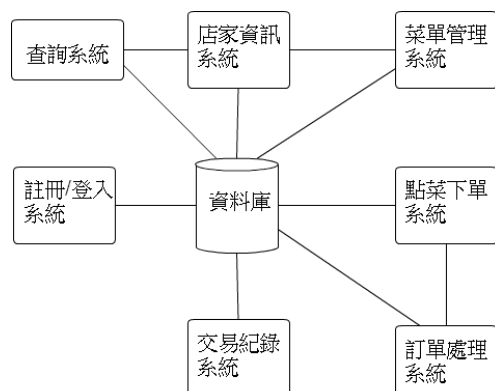 查詢系統
店家資訊
系統
菜單管理
系統
註冊/登入
系統
資料庫
點菜下單
系統
交易紀錄
系統
訂單處理
系統